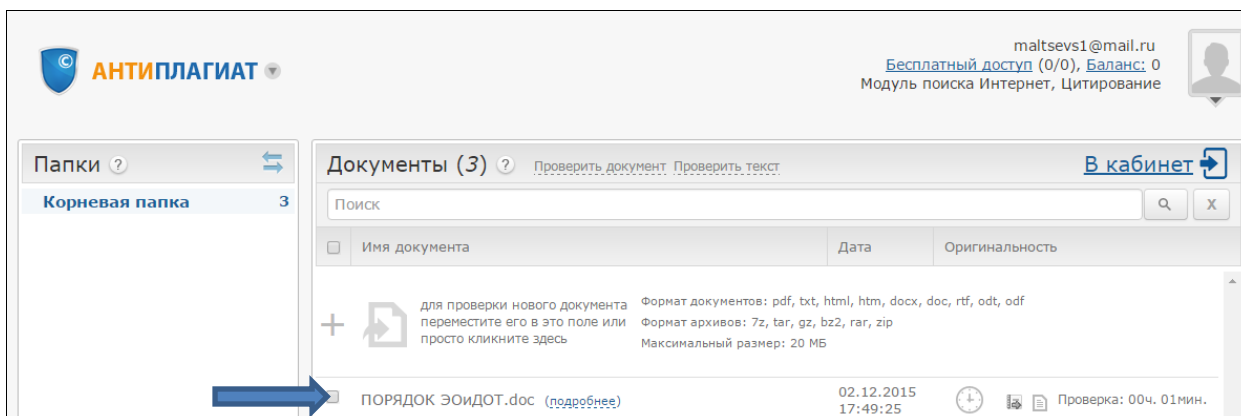 maltsevs1@mail.ru
© АНТИПЛАГИАТ
Бесплатный доступ (0/0), Баланс: 0
Модуль поиска Интернет, Цитирование
Папки ?
Документы (3) ? Проверить документ Проверить текст В кабинет
Корневая папка 3
Поиск X
Имя документа Дата Оригинальность
для проверки нового документа
переместите его в это поле или
просто кликните здесь
Формат документов: pdf, txt, html, htm, docx, doc, rtf, odt, odf
Формат архивов: 7z, tar, gz, bz2, rar, zip
Максимальный размер: 20 МБ
ПОРЯДОК ЭОиДОТ.doc (подробнее)
02.12.2015
17:49:25
Проверка: 00ч. 01мин.